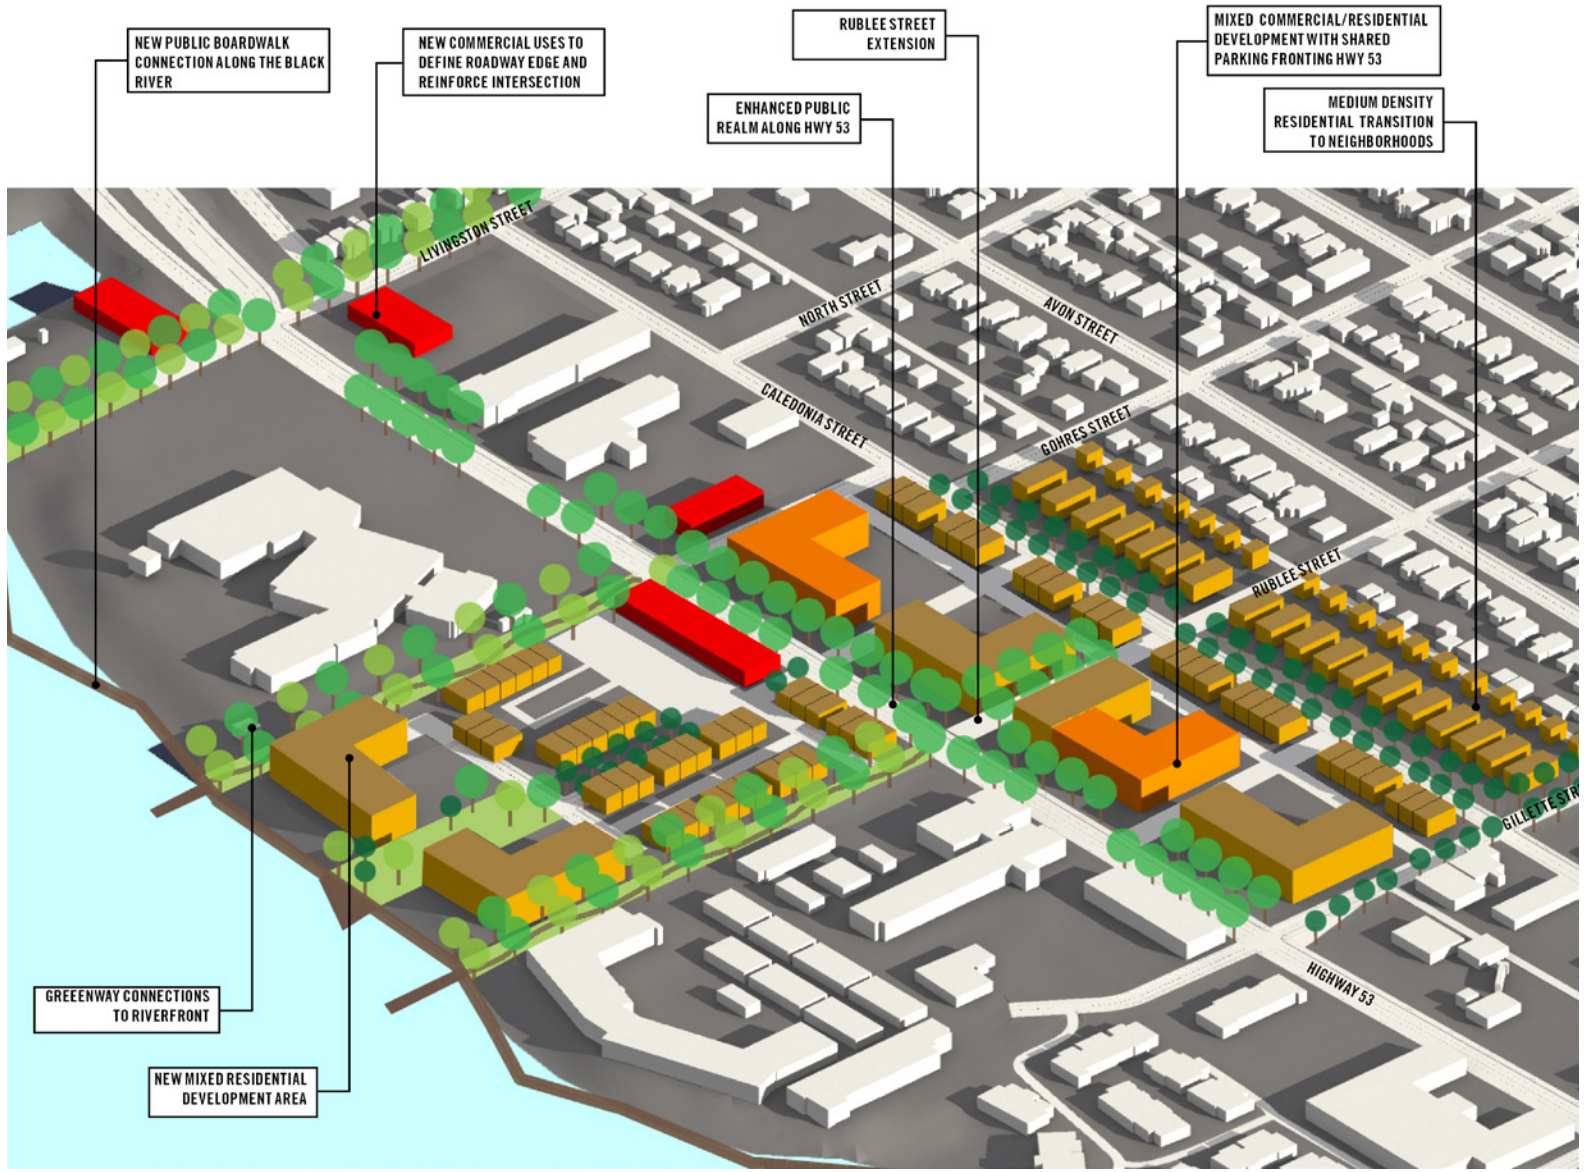 NEW PUBLIC BOARDWALK
CONNECTION ALONG THE BLACK
RIVER
NEW COMMERCIAL USES TO
DEFINE ROADWAY EDGE AND
REINFORCE INTERSECTION
RUBLEE STREET
EXTENSION
MIXED COMMERCIAL/RESIDENTIAL
DEVELOPMENT WITH SHARED
PARKING FRONTING HWY 53
ENHANCED PUBLIC
REALM ALONG HWY 53
MEDIUM DENSITY
RESIDENTIAL TRANSITION
TO NEIGHBORHOODS
LIVINGSTON STREET
NORTH STREET
AVON STREET
CALEDONIA STREET
GOHRES STREET
RUBLEE STREET
GILLETTE STR
HIGHWAY 53
GREEENWAY CONNECTIONS
TO RIVERFRONT
NEW MIXED RESIDENTIAL
DEVELOPMENT AREA